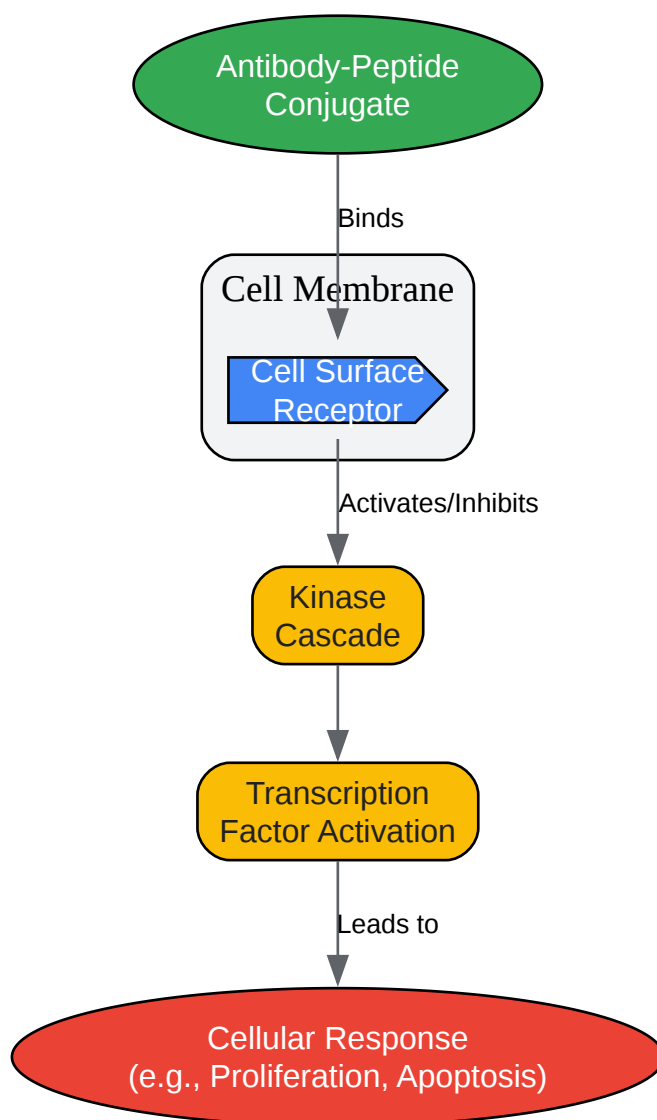 Antibody-Peptide
Conjugate
Binds
Cell Membrane
Cell Surface
Receptor
Activates/Inhibits
Kinase
Cascade
Transcription
Factor Activation
Leads to
Cellular Response
(e.g., Proliferation, Apoptosis)